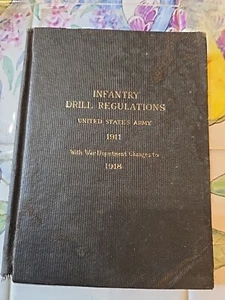 INFANTRY
DRILL REGULATIONS
UNITED STATES ARMY
1911
With War Department Changes to
1918